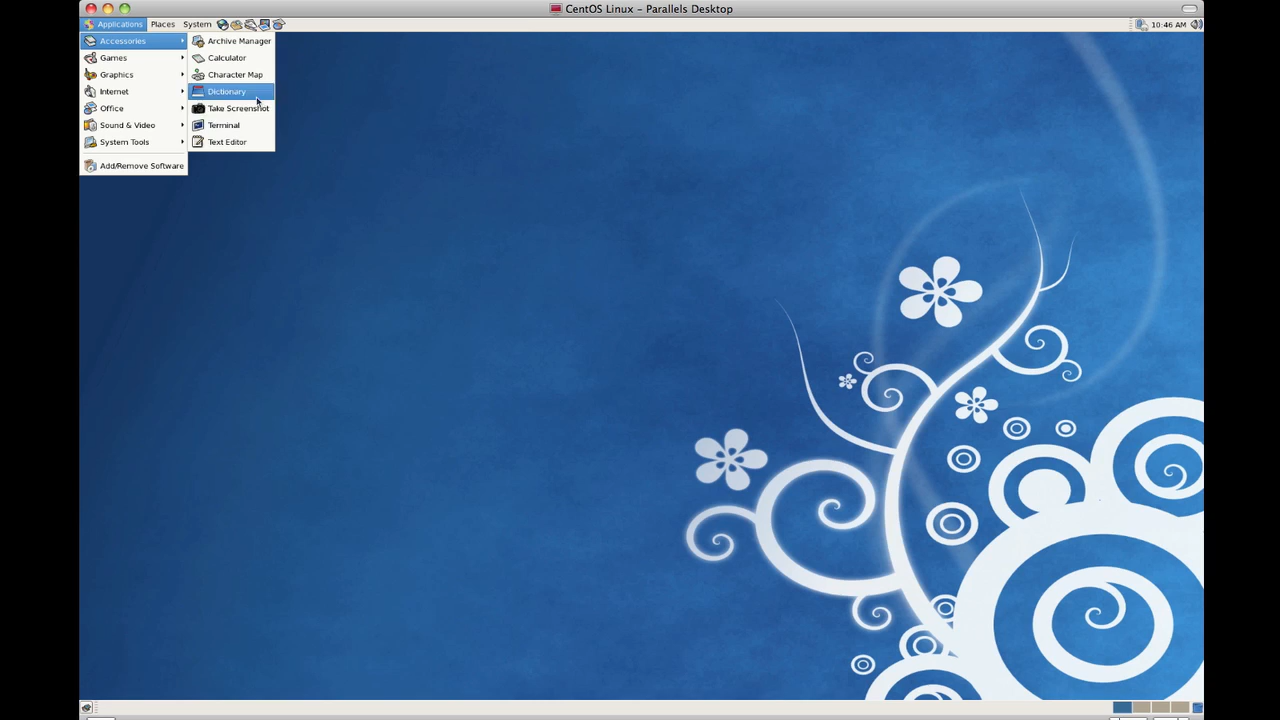 CentOS Linux - Parallels Desktop
Applications Places System 10:46 AM
Accessories
Games
Graphics
Internet
Office
Sound & Video
System Tools
Add/Remove Software
Archive Manager
Calculator
Character Map
Dictionary
Take Screenshot
Terminal
Text Editor